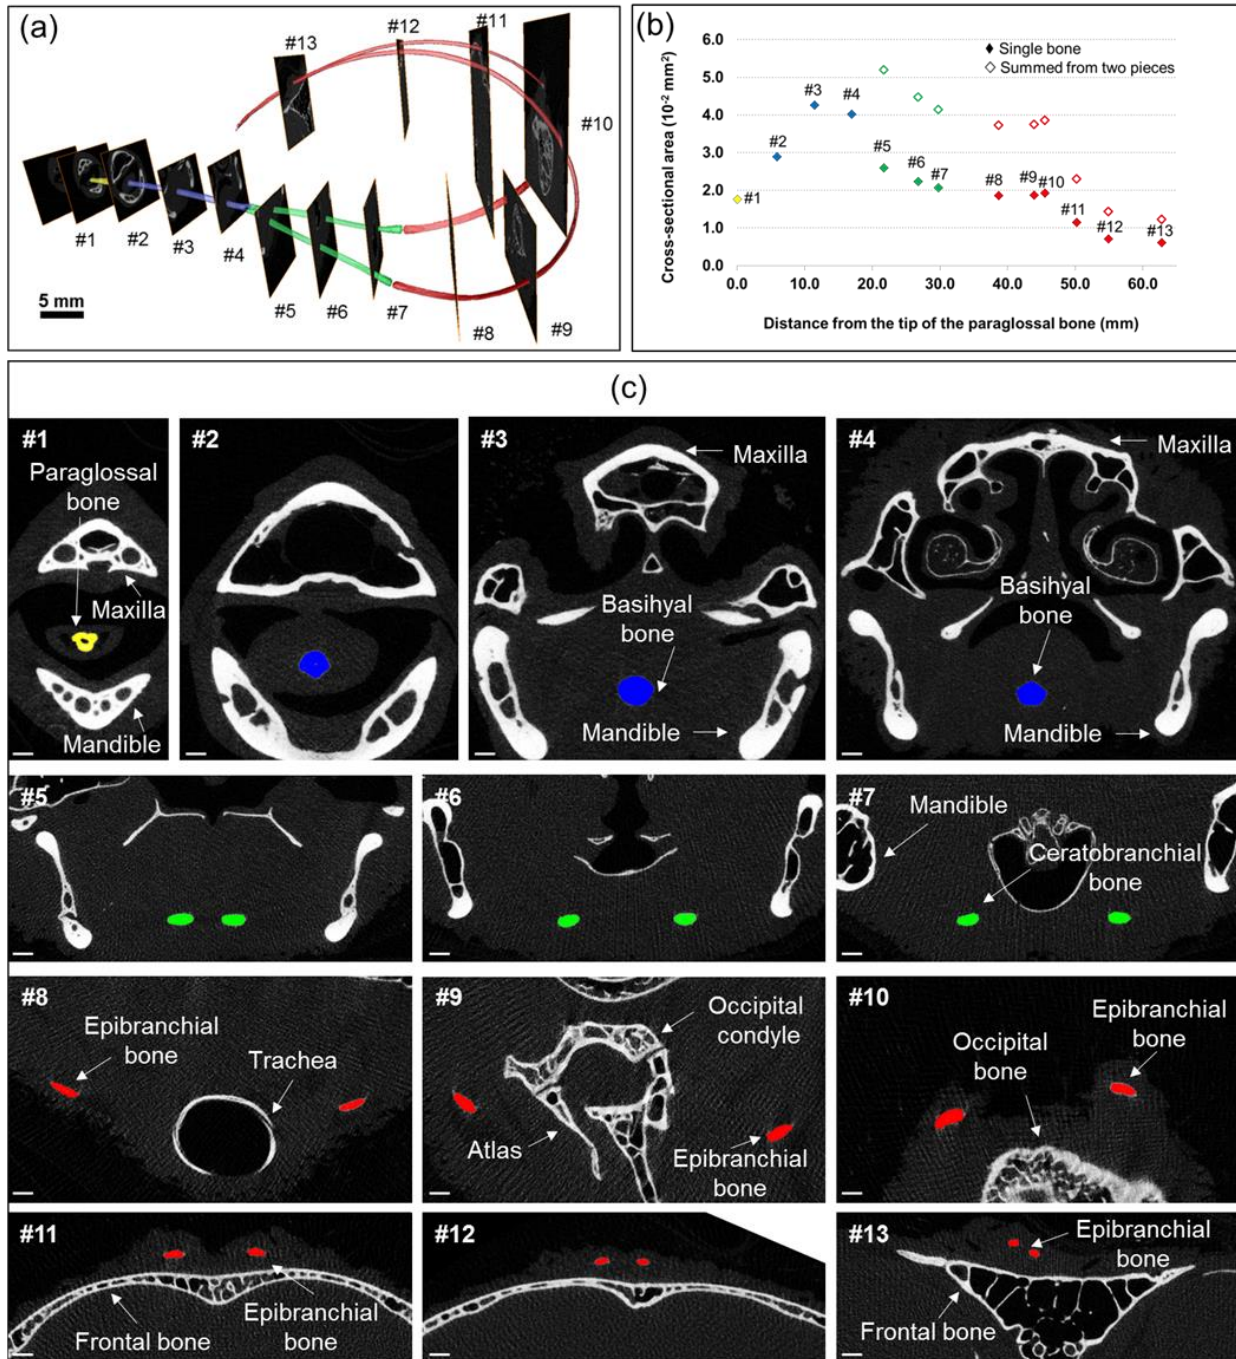 (a)
#13
#12
#11
#10
#1
#2
#3
#4
#5
#6
#7
#8
#9
5 mm
(b)
6.0
5.0
4.0
3.0
2.0
1.0
0.0
Cross-sectional area (10⁻² mm²)
Single bone
Summed from two pieces
#1
#2
#3
#4
#5
#6
#7
#8
#9
#10
#11
#12
#13
0.0 10.0 20.0 30.0 40.0 50.0 60.0
Distance from the tip of the paraglossal bone (mm)
(c)
#1
Paraglossal
bone
Maxilla
Mandible
#2
#3
Maxilla
Basihyal
bone
Mandible
#4
Maxilla
Basihyal
bone
Mandible
#5
#6
#7
Mandible
Ceratobranchial
bone
#8
Epibranchial
bone
Trachea
#9
Occipital
condyle
Atlas
Epibranchial
bone
#10
Epibranchial
bone
Occipital
bone
#11
Frontal bone
Epibranchial
bone
#12
#13
Epibranchial
bone
Frontal bone